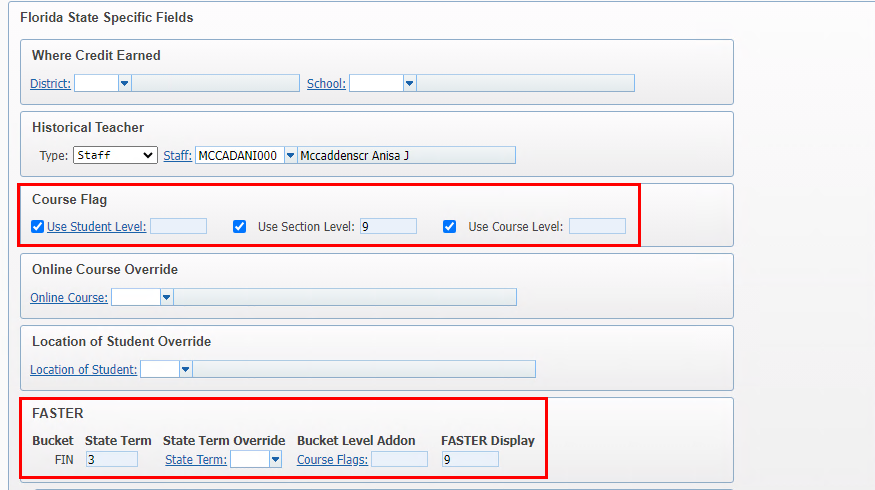 Florida State Specific Fields
Where Credit Earned
District: School:
Historical Teacher
Type: Staff Staff: MCCADANI000 Mccaddenscr Anisa J
Course Flag
Use Student Level: Use Section Level: 9 Use Course Level:
Online Course Override
Online Course:
Location of Student Override
Location of Student:
FASTER
Bucket State Term State Term Override Bucket Level Addon FASTER Display
FIN 3 State Term: Course Flags: 9